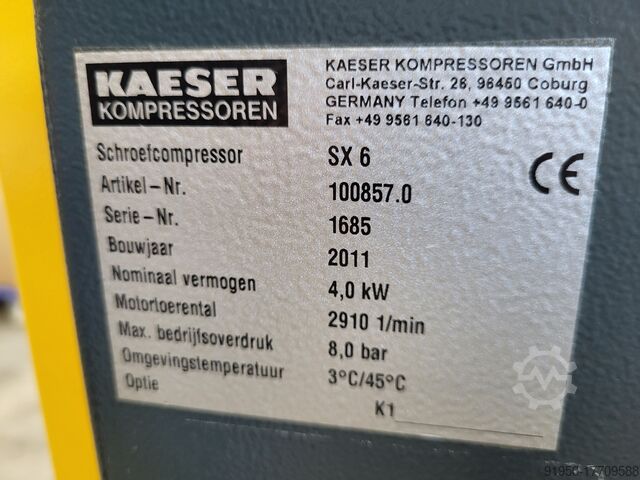 KAESER
KOMPRESSOREN
KAESER KOMPRESSOREN GmbH
Carl-Kaeser-Str. 26, 96450 Coburg
GERMANY Telefon +49 9561 640-0
Fax +49 9561 640-130
CE
Schroefcompressor SX 6
Artikel-Nr. 100857.0
Serie-Nr. 1685
Bouwjaar 2011
Nominaal vermogen 4,0 kW
Motortoerental 2910 1/min
Max. bedrijfsoverdruk 8,0 bar
Omgevingstemperatuur 3°C/45°C
Optie K1
91950-17709588